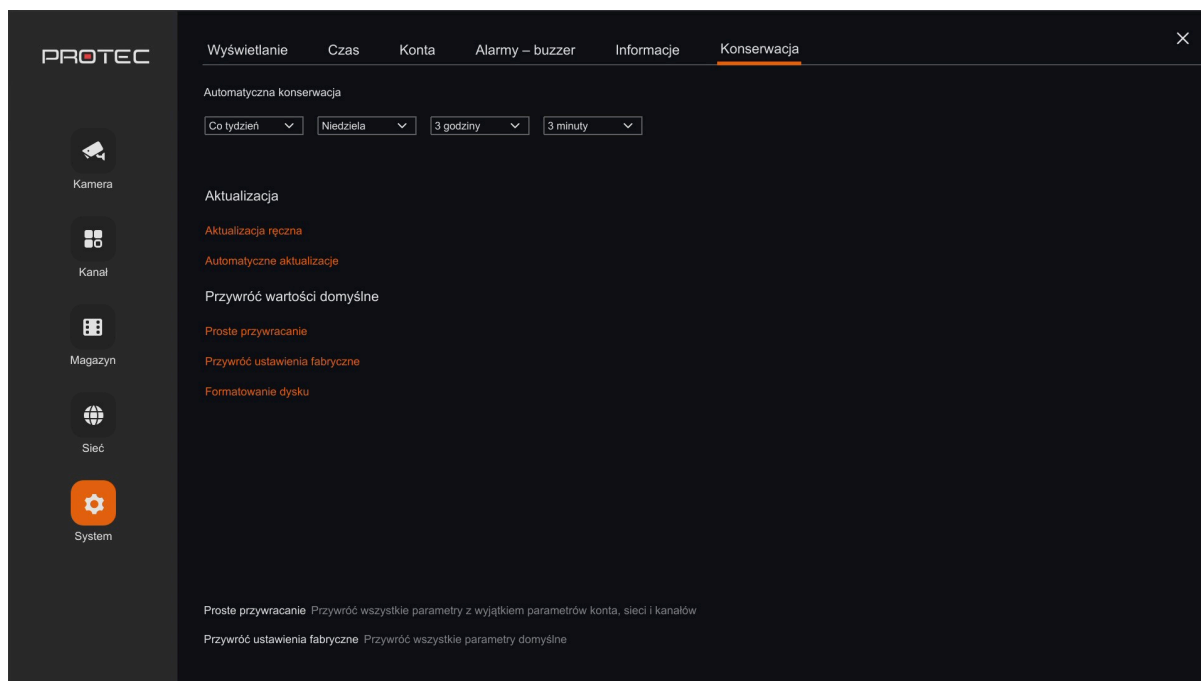 PROTEC
Wyświetlanie Czas Konta Alarmy – buzzer Informacje Konserwacja
Automatyczna konserwacja
Co tydzień Niedziela 3 godziny 3 minuty
Kamera
Aktualizacja
Aktualizacja ręczna
Automatyczne aktualizacje
Kanał
Przywróć wartości domyślne
Proste przywracanie
Przywróć ustawienia fabryczne
Magazyn
Formatowanie dysku
Sieć
System
Proste przywracanie Przywróć wszystkie parametry z wyjątkiem parametrów konta, sieci i kanałów
Przywróć ustawienia fabryczne Przywróć wszystkie parametry domyślne